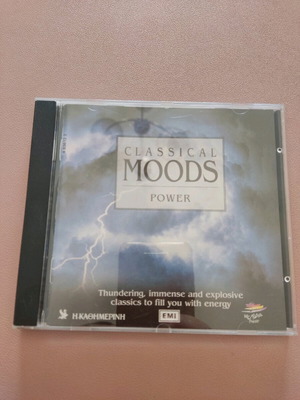 CLASSICAL
MOODS
POWER
Thundering, immense and explosive
classics to fill you with energy
Η ΚΑΘΗΜΕΡΙΝΗ
EMI